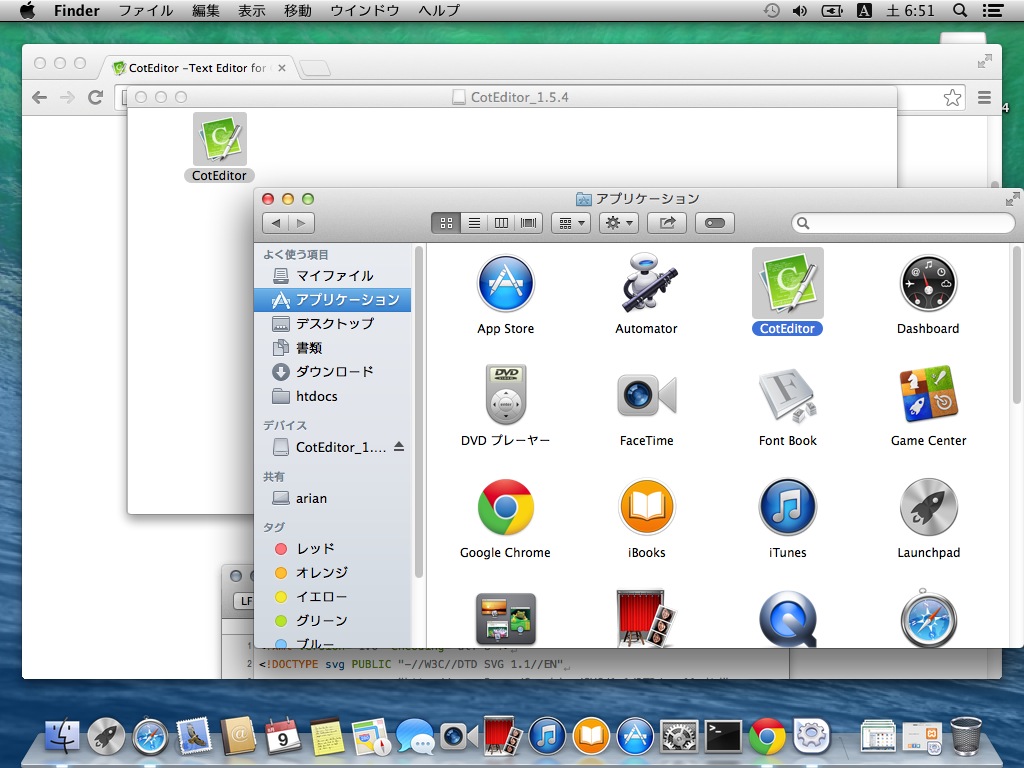 Finder ファイル 編集 表示 移動 ウインドウ ヘルプ A 土 6:51
CotEditor –Text Editor for
CotEditor_1.5.4
4
CotEditor
アプリケーション
よく使う項目
マイファイル
アプリケーション
デスクトップ
書類
ダウンロード
htdocs
デバイス
CotEditor_1....
共有
arian
タグ
レッド
オレンジ
イエロー
グリーン
ブルー
App Store
Automator
CotEditor
Dashboard
DVD プレーヤー
FaceTime
Font Book
Game Center
Google Chrome
iBooks
iTunes
Launchpad
LF
1
2 <!DOCTYPE svg PUBLIC "-//W3C//DTD SVG 1.1//EN"
9